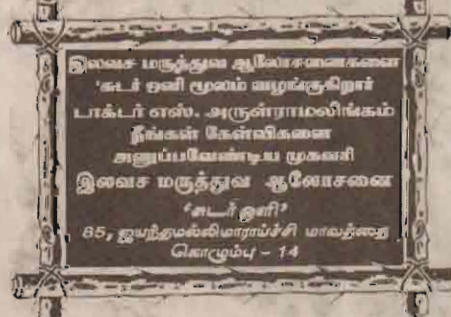 இலவச மருத்துவ ஆலோசனைகளை
'சுடர் ஒளி மூலம் வழங்குகிறார்
டாக்டர் எஸ். அருள்ராமலிங்கம்
நீங்கள் கேள்விகளை
அனுப்பவேண்டிய முகவரி
இலவச மருத்துவ ஆலோசனை
'சுடர் ஒளி'
85, ஜயந்தமல்லிமாராய்ச்சி மாவத்தை
கொழும்பு - 14